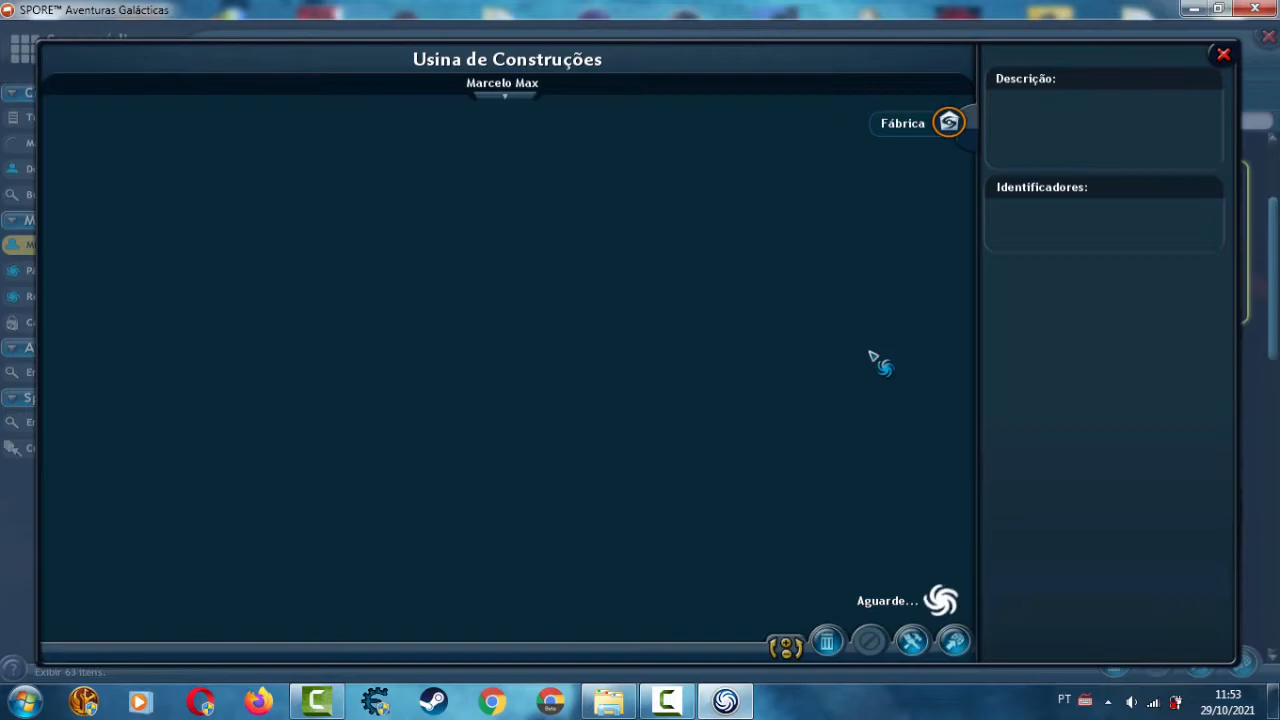 SPORE™ Aventuras Galácticas
Usina de Construções
Marcelo Max
Fábrica
Descrição:
Identificadores:
Aguarde...
Exibir 63 itens.
PT
11:53
29/10/2021